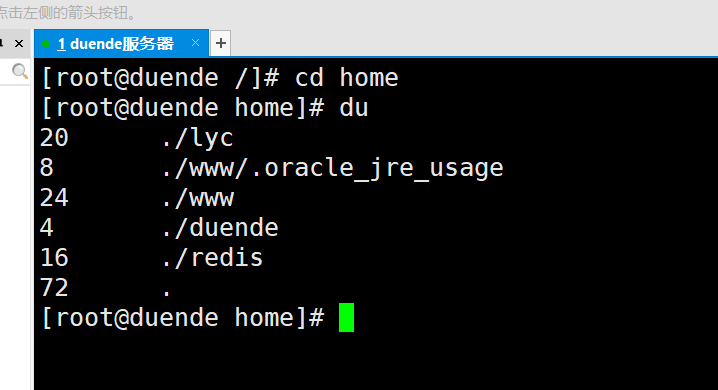 点击左侧的箭头按钮。
1 duende服务器
[root@duende /]# cd home
[root@duende home]# du
20 ./lyc
8 ./www/.oracle_jre_usage
24 ./www
4 ./duende
16 ./redis
72 .
[root@duende home]#